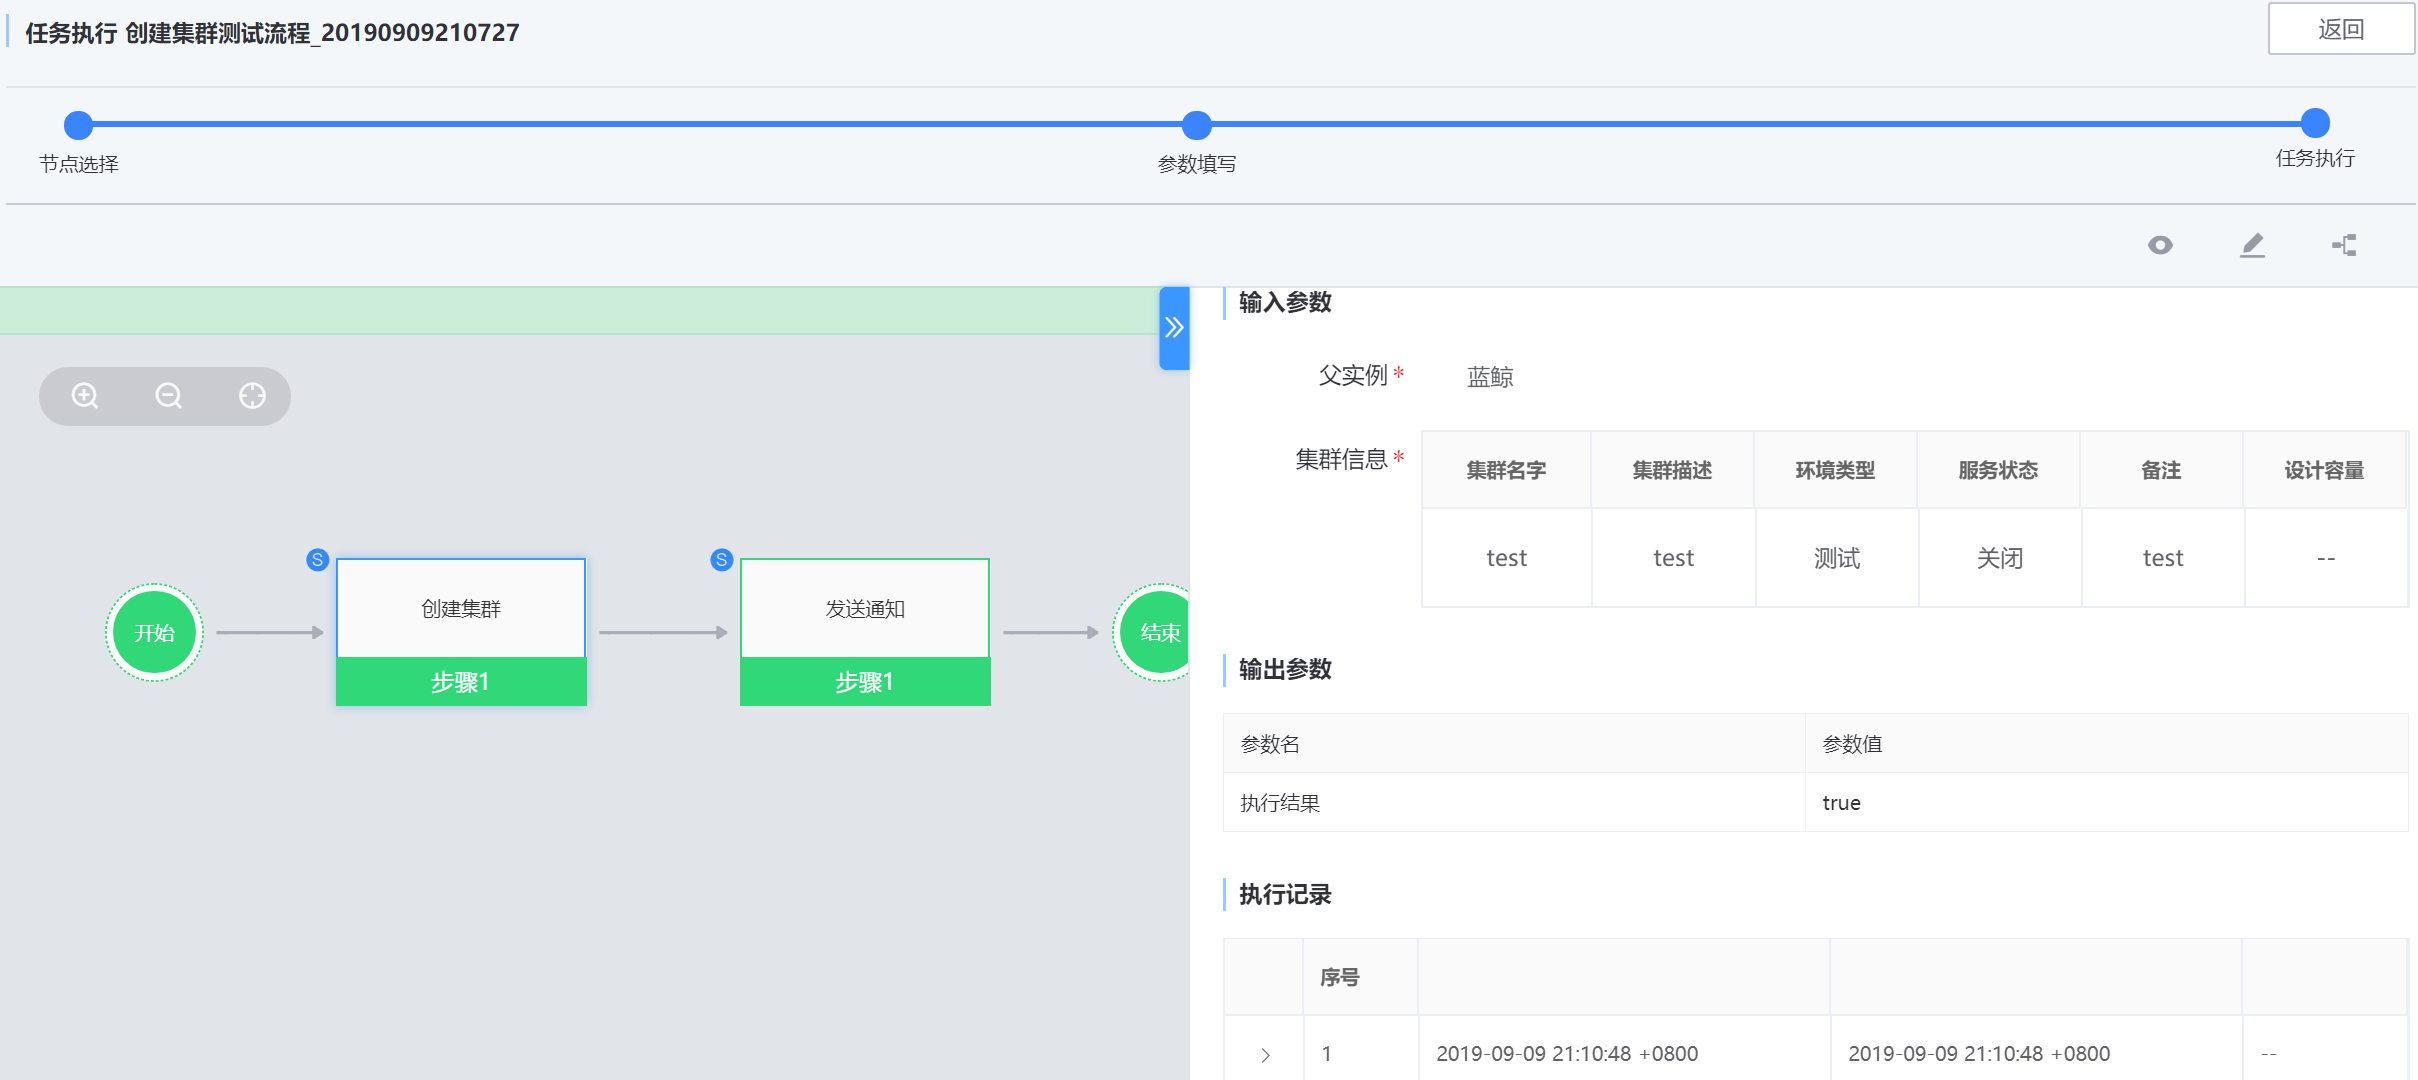 任务执行 创建集群测试流程_20190909210727
返回
节点选择
参数填写
任务执行
S
创建集群
步骤1
S
发送通知
步骤1
开始
结束
输入参数
父实例* 蓝鲸
集群信息*
集群名字 集群描述 环境类型 服务状态 备注 设计容量
test test 测试 关闭 test --
输出参数
参数名 参数值
执行结果 true
执行记录
序号
1 2019-09-09 21:10:48 +0800 2019-09-09 21:10:48 +0800 --